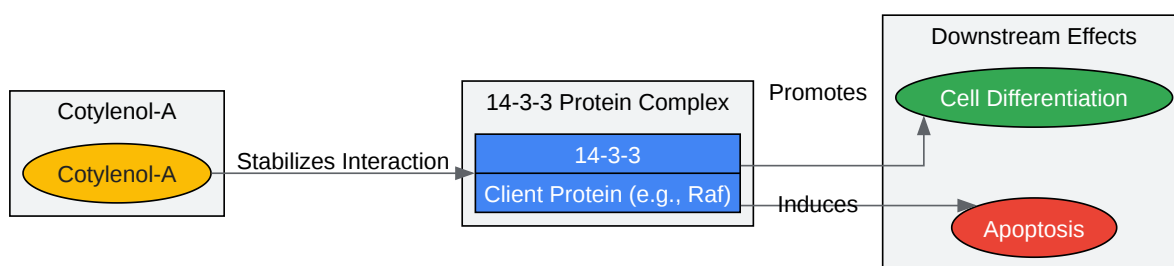 Cotylenol-A
Cotylenol-A
Stabilizes Interaction
14-3-3 Protein Complex
14-3-3
Client Protein (e.g., Raf)
Promotes
Induces
Downstream Effects
Cell Differentiation
Apoptosis